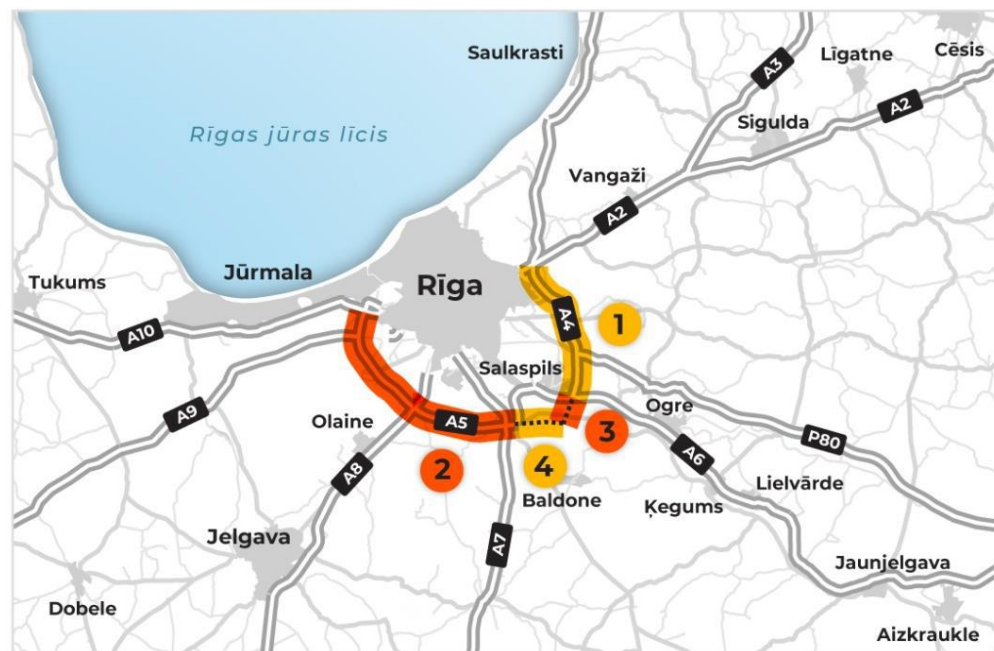 Saulkrasti
A3
Līgatne
Cēsis
A2
Rīgas jūras līcis
Sigulda
Vangaži
A2
Jūrmala
Tukums
Rīga
A4
1
A10
Salaspils
A9
Olaine
A5
Ogre
3
P80
A8
2
4
A6
Baldone
Lielvārde
Ķegums
Jelgava
A7
Jaunjelgava
Dobele
Aizkraukle